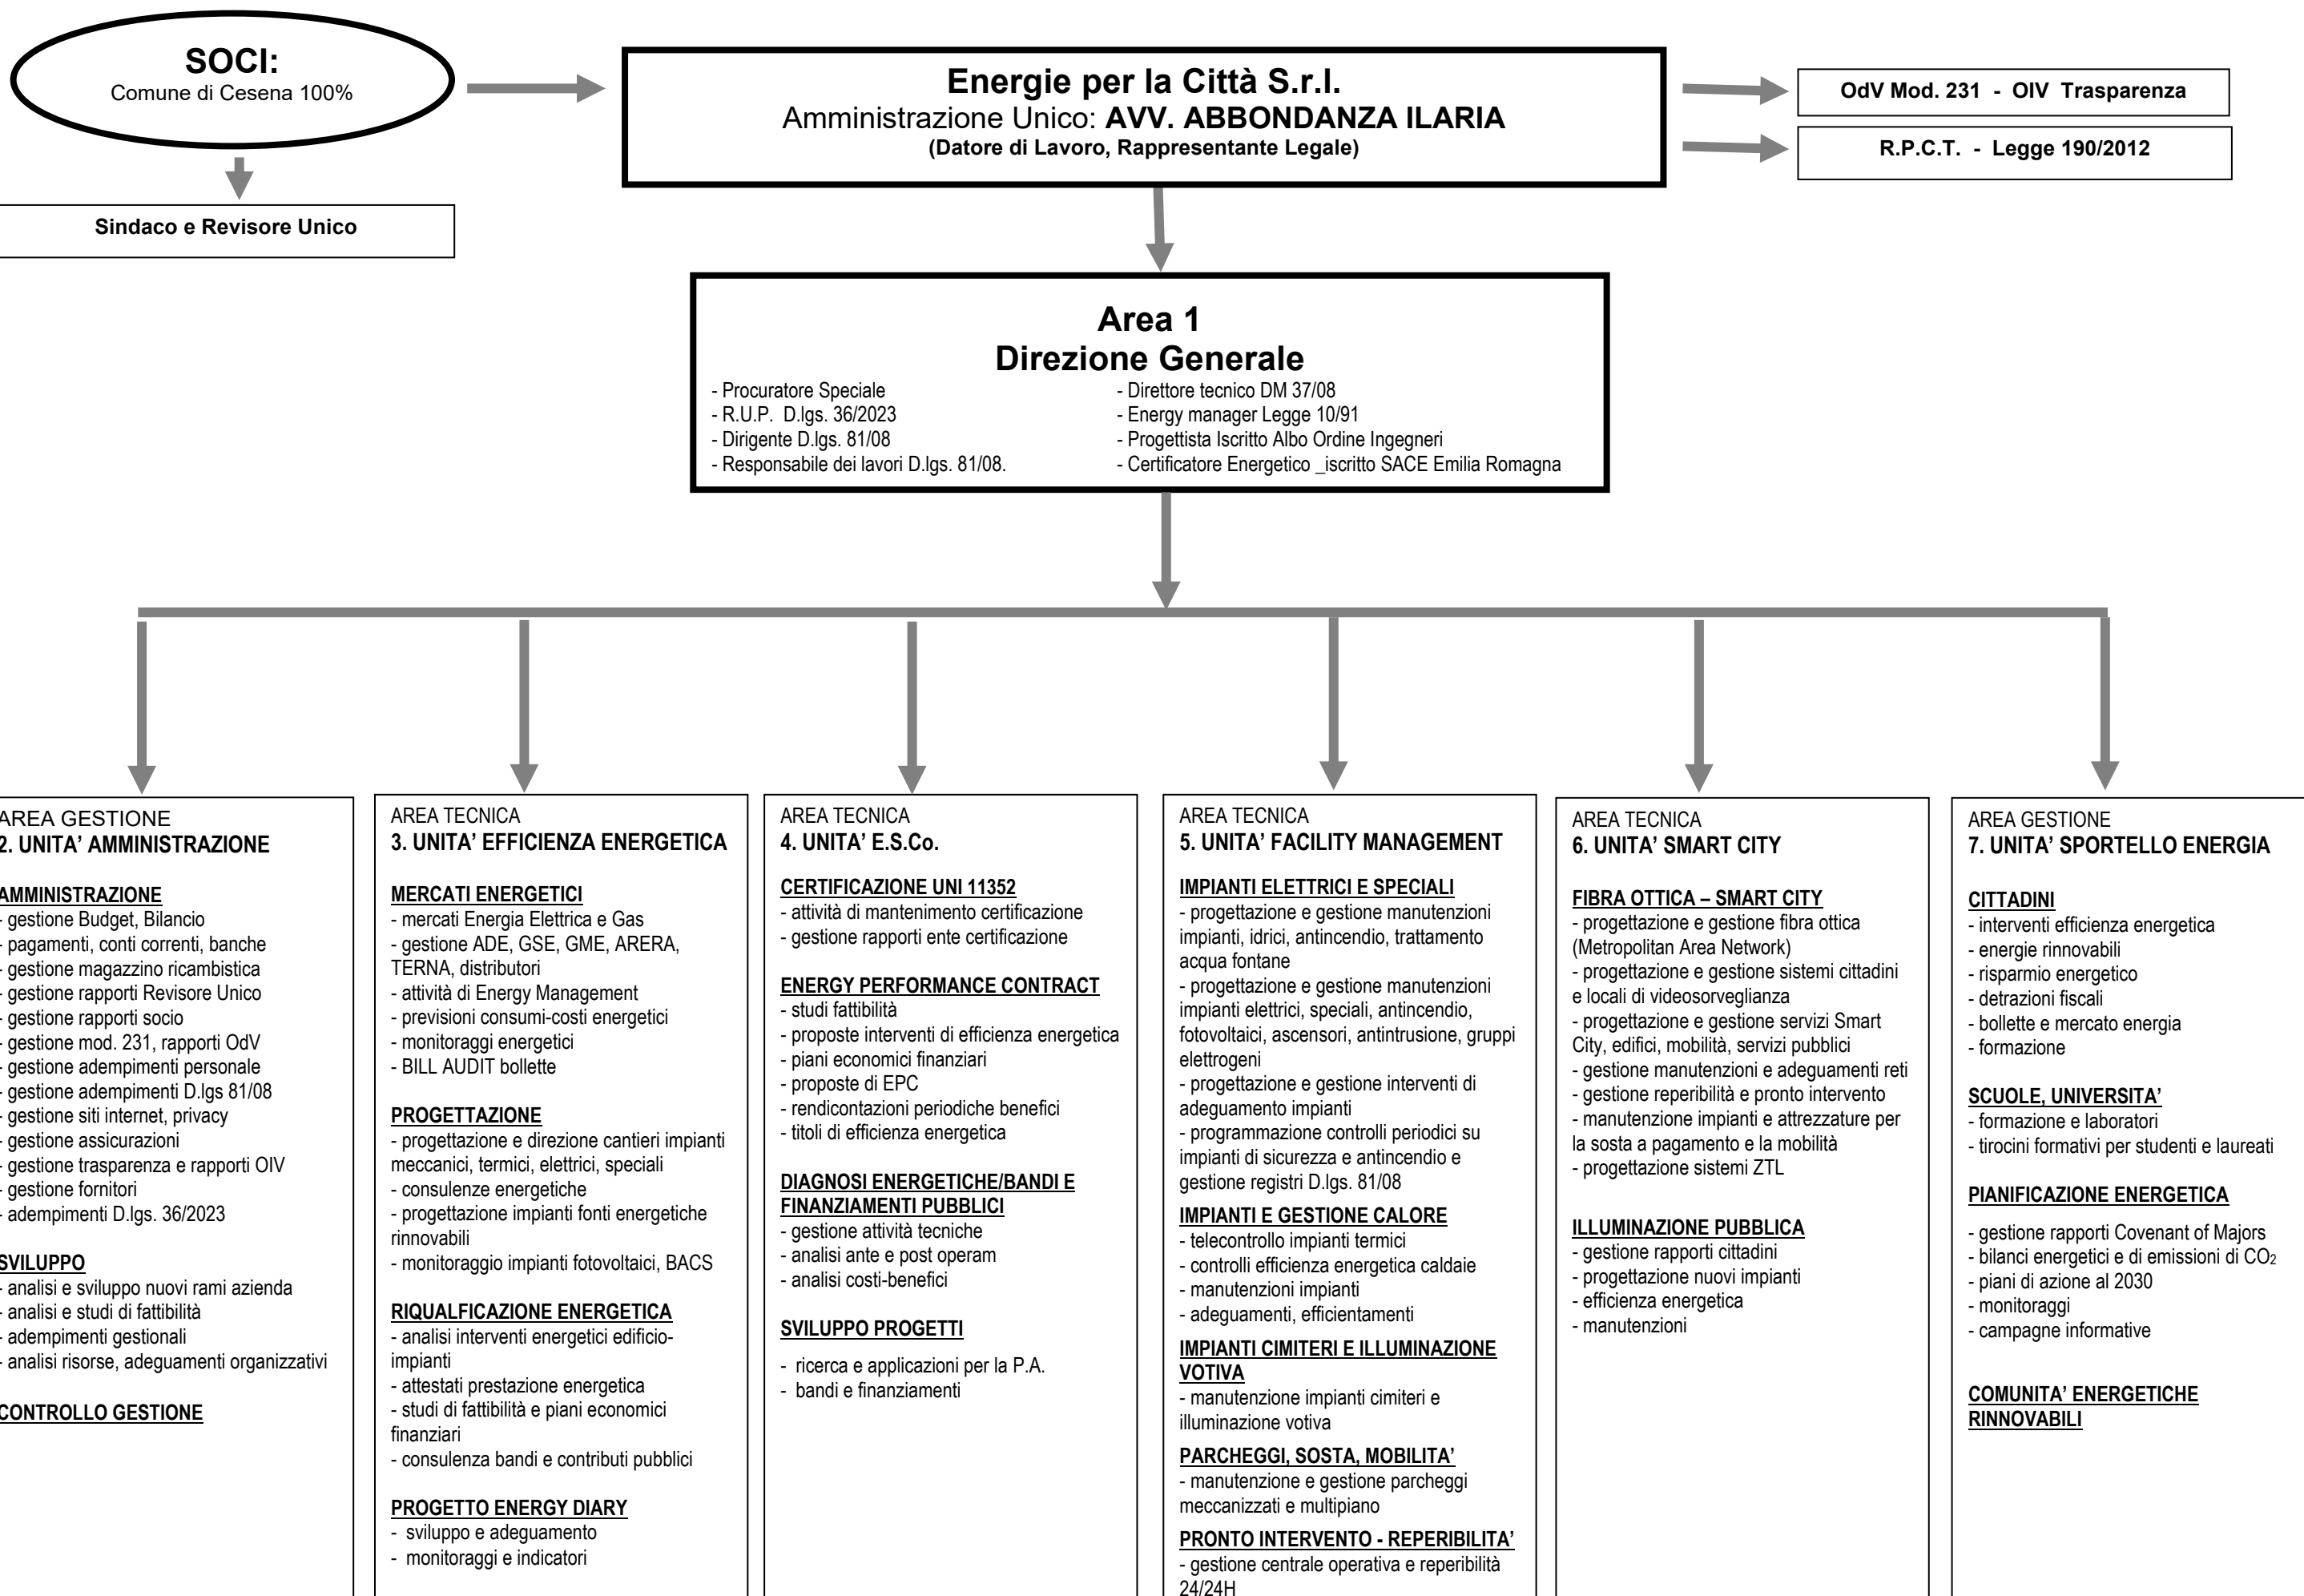 SOCI:
Comune di Cesena 100%
Energie per la Città S.r.l.
Amministrazione Unico: AVV. ABBONDANZA ILARIA
(Datore di Lavoro, Rappresentante Legale)
OdV Mod. 231 - OIV Trasparenza
R.P.C.T. - Legge 190/2012
Sindaco e Revisore Unico
Area 1
Direzione Generale
- Procuratore Speciale
- R.U.P. D.lgs. 36/2023
- Dirigente D.lgs. 81/08
- Responsabile dei lavori D.lgs. 81/08.
- Direttore tecnico DM 37/08
- Energy manager Legge 10/91
- Progettista Iscritto Albo Ordine Ingegneri
- Certificatore Energetico _iscritto SACE Emilia Romagna
AREA GESTIONE
2. UNITA’ AMMINISTRAZIONE
AMMINISTRAZIONE
- gestione Budget, Bilancio
- pagamenti, conti correnti, banche
- gestione magazzino ricambistica
- gestione rapporti Revisore Unico
- gestione rapporti socio
- gestione mod. 231, rapporti OdV
- gestione adempimenti personale
- gestione adempimenti D.lgs 81/08
- gestione siti internet, privacy
- gestione assicurazioni
- gestione trasparenza e rapporti OIV
- gestione fornitori
- adempimenti D.lgs. 36/2023
SVILUPPO
- analisi e sviluppo nuovi rami azienda
- analisi e studi di fattibilità
- adempimenti gestionali
- analisi risorse, adeguamenti organizzativi
CONTROLLO GESTIONE
AREA TECNICA
3. UNITA’ EFFICIENZA ENERGETICA
MERCATI ENERGETICI
- mercati Energia Elettrica e Gas
- gestione ADE, GSE, GME, ARERA,
TERNA, distributori
- attività di Energy Management
- previsioni consumi-costi energetici
- monitoraggi energetici
- BILL AUDIT bollette
PROGETTAZIONE
- progettazione e direzione cantieri impianti
meccanici, termici, elettrici, speciali
- consulenze energetiche
- progettazione impianti fonti energetiche
rinnovabili
- monitoraggio impianti fotovoltaici, BACS
RIQUALFICAZIONE ENERGETICA
- analisi interventi energetici edificio-
impianti
- attestati prestazione energetica
- studi di fattibilità e piani economici
finanziari
- consulenza bandi e contributi pubblici
PROGETTO ENERGY DIARY
- sviluppo e adeguamento
- monitoraggi e indicatori
AREA TECNICA
4. UNITA’ E.S.Co.
CERTIFICAZIONE UNI 11352
- attività di mantenimento certificazione
- gestione rapporti ente certificazione
ENERGY PERFORMANCE CONTRACT
- studi fattibilità
- proposte interventi di efficienza energetica
- piani economici finanziari
- proposte di EPC
- rendicontazioni periodiche benefici
- titoli di efficienza energetica
DIAGNOSI ENERGETICHE/BANDI E
FINANZIAMENTI PUBBLICI
- gestione attività tecniche
- analisi ante e post operam
- analisi costi-benefici
SVILUPPO PROGETTI
- ricerca e applicazioni per la P.A.
- bandi e finanziamenti
AREA TECNICA
5. UNITA’ FACILITY MANAGEMENT
IMPIANTI ELETTRICI E SPECIALI
- progettazione e gestione manutenzioni
impianti, idrici, antincendio, trattamento
acqua fontane
- progettazione e gestione manutenzioni
impianti elettrici, speciali, antincendio,
fotovoltaici, ascensori, antintrusione, gruppi
elettrogeni
- progettazione e gestione interventi di
adeguamento impianti
- programmazione controlli periodici su
impianti di sicurezza e antincendio e
gestione registri D.lgs. 81/08
IMPIANTI E GESTIONE CALORE
- telecontrollo impianti termici
- controlli efficienza energetica caldaie
- manutenzioni impianti
- adeguamenti, efficientamenti
IMPIANTI CIMITERI E ILLUMINAZIONE
VOTIVA
- manutenzione impianti cimiteri e
illuminazione votiva
PARCHEGGI, SOSTA, MOBILITA’
- manutenzione e gestione parcheggi
meccanizzati e multipiano
PRONTO INTERVENTO - REPERIBILITA’
- gestione centrale operativa e reperibilità
24/24H
AREA TECNICA
6. UNITA’ SMART CITY
FIBRA OTTICA – SMART CITY
- progettazione e gestione fibra ottica
(Metropolitan Area Network)
- progettazione e gestione sistemi cittadini
e locali di videosorveglianza
- progettazione e gestione servizi Smart
City, edifici, mobilità, servizi pubblici
- gestione manutenzioni e adeguamenti reti
- gestione reperibilità e pronto intervento
- manutenzione impianti e attrezzature per
la sosta a pagamento e la mobilità
- progettazione sistemi ZTL
ILLUMINAZIONE PUBBLICA
- gestione rapporti cittadini
- progettazione nuovi impianti
- efficienza energetica
- manutenzioni
AREA GESTIONE
7. UNITA’ SPORTELLO ENERGIA
CITTADINI
- interventi efficienza energetica
- energie rinnovabili
- risparmio energetico
- detrazioni fiscali
- bollette e mercato energia
- formazione
SCUOLE, UNIVERSITA’
- formazione e laboratori
- tirocini formativi per studenti e laureati
PIANIFICAZIONE ENERGETICA
- gestione rapporti Covenant of Majors
- bilanci energetici e di emissioni di CO₂
- piani di azione al 2030
- monitoraggi
- campagne informative
COMUNITA’ ENERGETICHE
RINNOVABILI